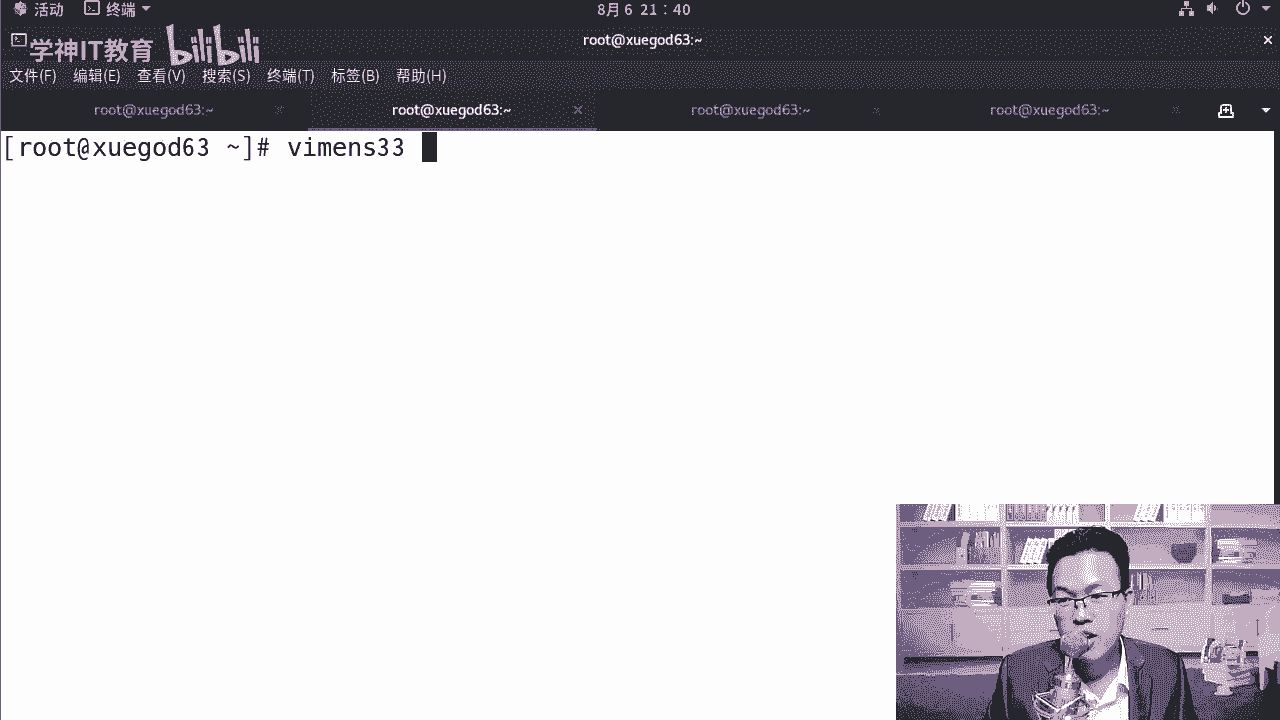 活动 终端 8月 6 21：40
root@xuegod63:~
学神IT教育 bilibili
文件(F) 编辑(E) 查看(V) 搜索(S) 终端(T) 标签(B) 帮助(H)
root@xuegod63:~ root@xuegod63:~ root@xuegod63:~ root@xuegod63:~
[root@xuegod63 ~]# vimens33